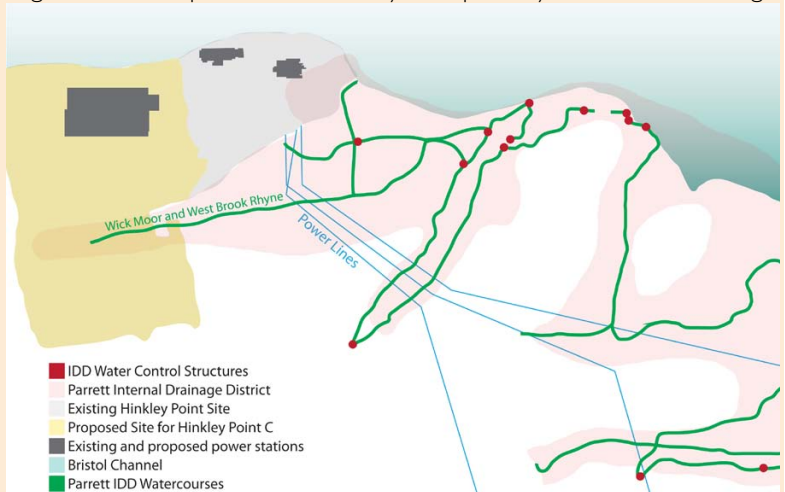 Wick Moor and West Brook Rhyne
Power Lines
IDD Water Control Structures
Parrett Internal Drainage District
Existing Hinkley Point Site
Proposed Site for Hinkley Point C
Existing and proposed power stations
Bristol Channel
Parrett IDD Watercourses